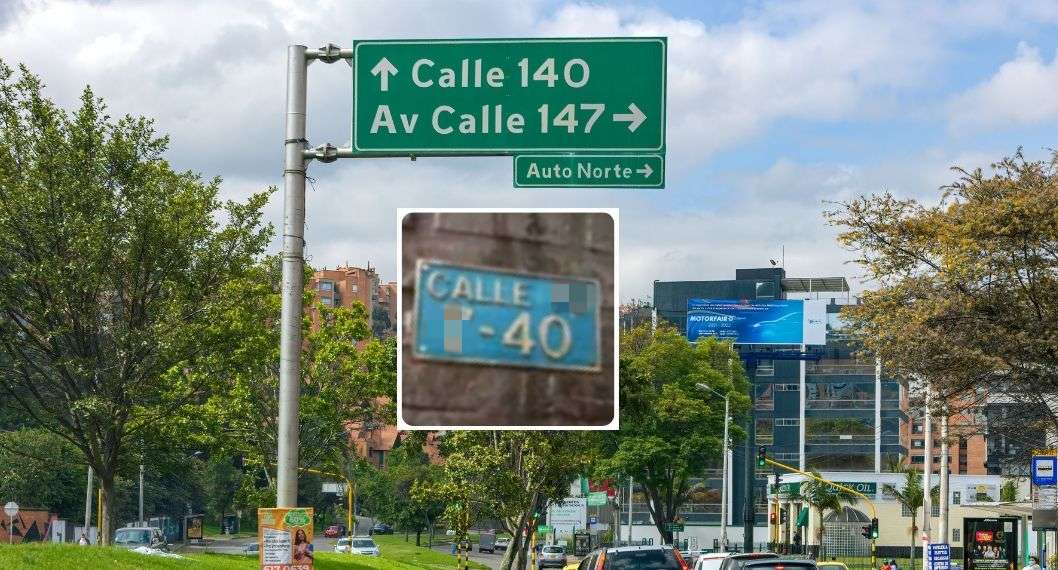 ↑ Calle 140
Av Calle 147 →
Auto Norte →
CALLE
- 40
MOTORFAIR